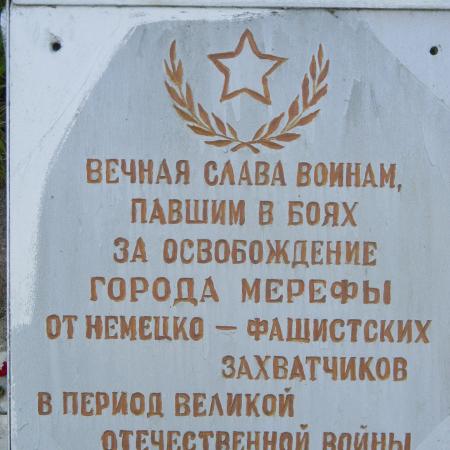 ВЕЧНАЯ СЛАВА ВОИНАМ,
ПАВШИМ В БОЯХ
ЗА ОСВОБОЖДЕНИЕ
ГОРОДА МЕРЕФЫ
ОТ НЕМЕЦКО – ФАШИСТСКИХ
ЗАХВАТЧИКОВ
В ПЕРИОД ВЕЛИКОЙ
ОТЕЧЕСТВЕННОЙ ВОЙНЫ